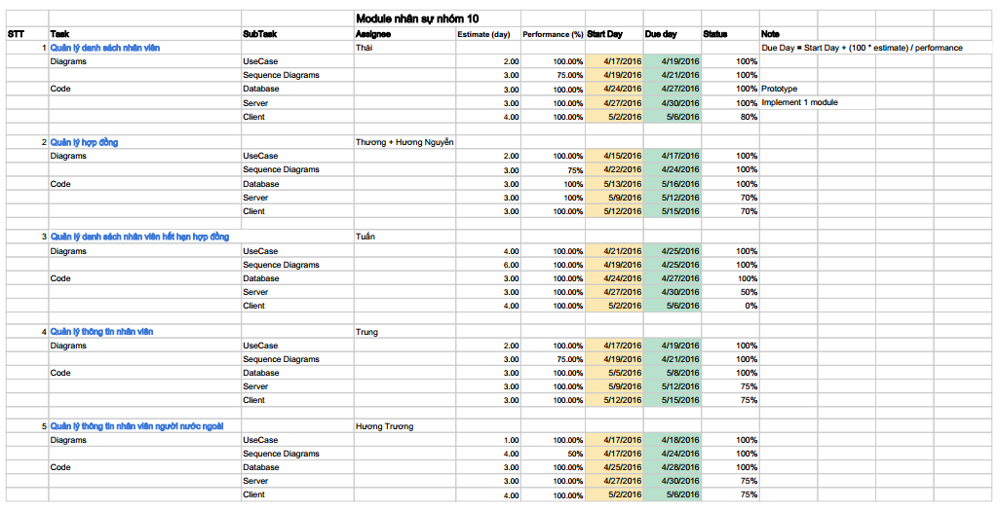 Module nhân sự nhóm 10
STT Task SubTask Assignee Estimate (day) Performance (%) Start Day Due day Status Note
1 Quản lý danh sách nhân viên Thái Due Day = Start Day + (100 * estimate) / performance
Diagrams UseCase 2.00 100.00% 4/17/2016 4/19/2016 100%
Sequence Diagrams 3.00 75.00% 4/19/2016 4/21/2016 100%
Code Database 3.00 100.00% 4/24/2016 4/27/2016 100% Prototype
Server 3.00 100.00% 4/27/2016 4/30/2016 100% Implement 1 module
Client 4.00 100.00% 5/2/2016 5/6/2016 80%
2 Quản lý hợp đồng Thương + Hương Nguyễn
Diagrams UseCase 2.00 100.00% 4/15/2016 4/17/2016 100%
Sequence Diagrams 3.00 75% 4/22/2016 4/24/2016 100%
Code Database 3.00 100% 5/13/2016 5/16/2016 100%
Server 3.00 100% 5/9/2016 5/12/2016 70%
Client 3.00 100.00% 5/12/2016 5/15/2016 70%
3 Quản lý danh sách nhân viên hết hạn hợp đồng Tuấn
Diagrams UseCase 4.00 100.00% 4/21/2016 4/25/2016 100%
Sequence Diagrams 6.00 100.00% 4/19/2016 4/25/2016 100%
Code Database 3.00 100.00% 4/24/2016 4/27/2016 100%
Server 3.00 100.00% 4/27/2016 4/30/2016 50%
Client 4.00 100.00% 5/2/2016 5/6/2016 0%
4 Quản lý thông tin nhân viên Trung
Diagrams UseCase 2.00 100.00% 4/17/2016 4/19/2016 100%
Sequence Diagrams 3.00 75.00% 4/19/2016 4/21/2016 100%
Code Database 3.00 100.00% 5/5/2016 5/8/2016 100%
Server 3.00 100.00% 5/9/2016 5/12/2016 75%
Client 3.00 100.00% 5/12/2016 5/15/2016 75%
5 Quản lý thông tin nhân viên người nước ngoài Hương Trương
Diagrams UseCase 1.00 100.00% 4/17/2016 4/18/2016 100%
Sequence Diagrams 4.00 50% 4/17/2016 4/24/2016 100%
Code Database 3.00 100.00% 4/25/2016 4/28/2016 100%
Server 3.00 100.00% 4/27/2016 4/30/2016 75%
Client 4.00 100.00% 5/2/2016 5/6/2016 75%